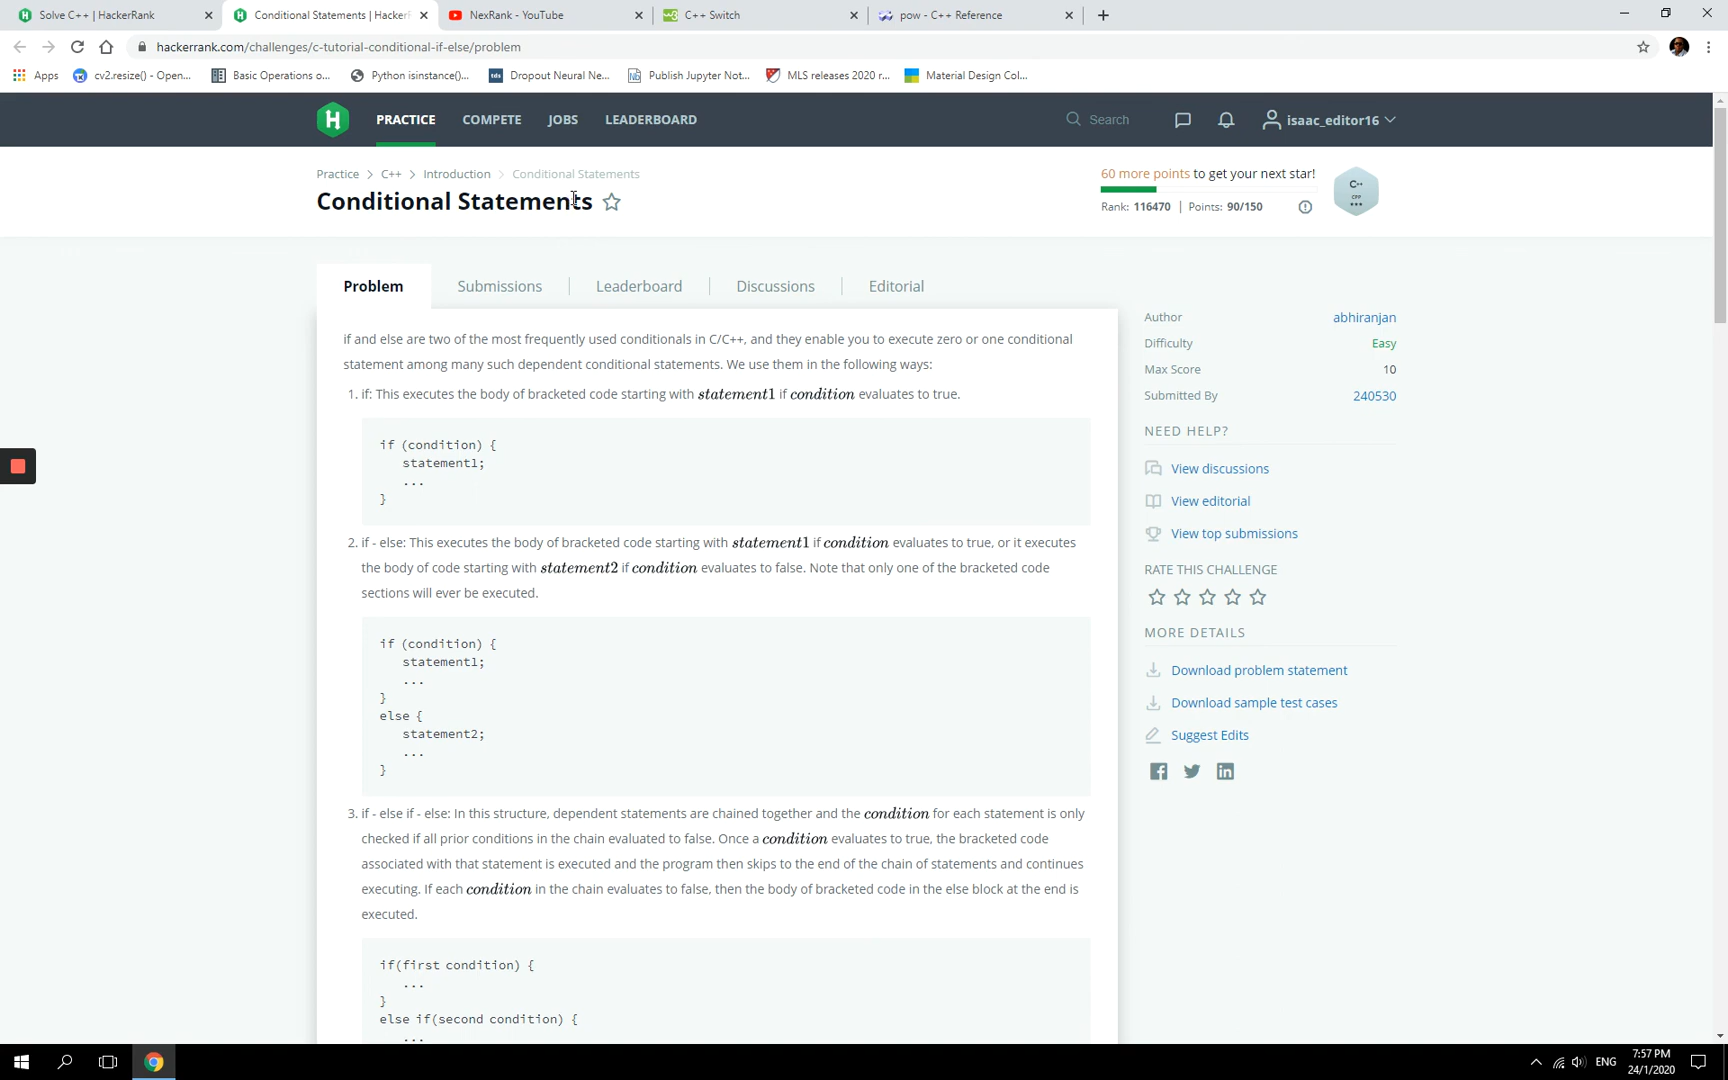 Solve C++ | HackerRank
Conditional Statements | HackerR
NexRank - YouTube
C++ Switch
pow - C++ Reference
hackerrank.com/challenges/c-tutorial-conditional-if-else/problem
Apps
cv2.resize() - Open...
Basic Operations o...
Python isinstance()...
Dropout Neural Ne...
Publish Jupyter Not...
MLS releases 2020 r...
Material Design Col...
PRACTICE
COMPETE
JOBS
LEADERBOARD
Search
isaac_editor16
Practice > C++ > Introduction > Conditional Statements
Conditional Statements
60 more points to get your next star!
Rank: 116470 | Points: 90/150
C++
CPP
Problem
Submissions
Leaderboard
Discussions
Editorial
if and else are two of the most frequently used conditionals in C/C++, and they enable you to execute zero or one conditional
statement among many such dependent conditional statements. We use them in the following ways:
1. if: This executes the body of bracketed code starting with statement1 if condition evaluates to true.
if (condition) {
statement1;
...
}
2. if - else: This executes the body of bracketed code starting with statement1 if condition evaluates to true, or it executes
the body of code starting with statement2 if condition evaluates to false. Note that only one of the bracketed code
sections will ever be executed.
if (condition) {
statement1;
...
}
else {
statement2;
...
}
3. if - else if - else: In this structure, dependent statements are chained together and the condition for each statement is only
checked if all prior conditions in the chain evaluated to false. Once a condition evaluates to true, the bracketed code
associated with that statement is executed and the program then skips to the end of the chain of statements and continues
executing. If each condition in the chain evaluates to false, then the body of bracketed code in the else block at the end is
executed.
if(first condition) {
...
}
else if(second condition) {
...
Author abhiranjan
Difficulty Easy
Max Score 10
Submitted By 240530
NEED HELP?
View discussions
View editorial
View top submissions
RATE THIS CHALLENGE
MORE DETAILS
Download problem statement
Download sample test cases
Suggest Edits
ENG
7:57 PM
24/1/2020